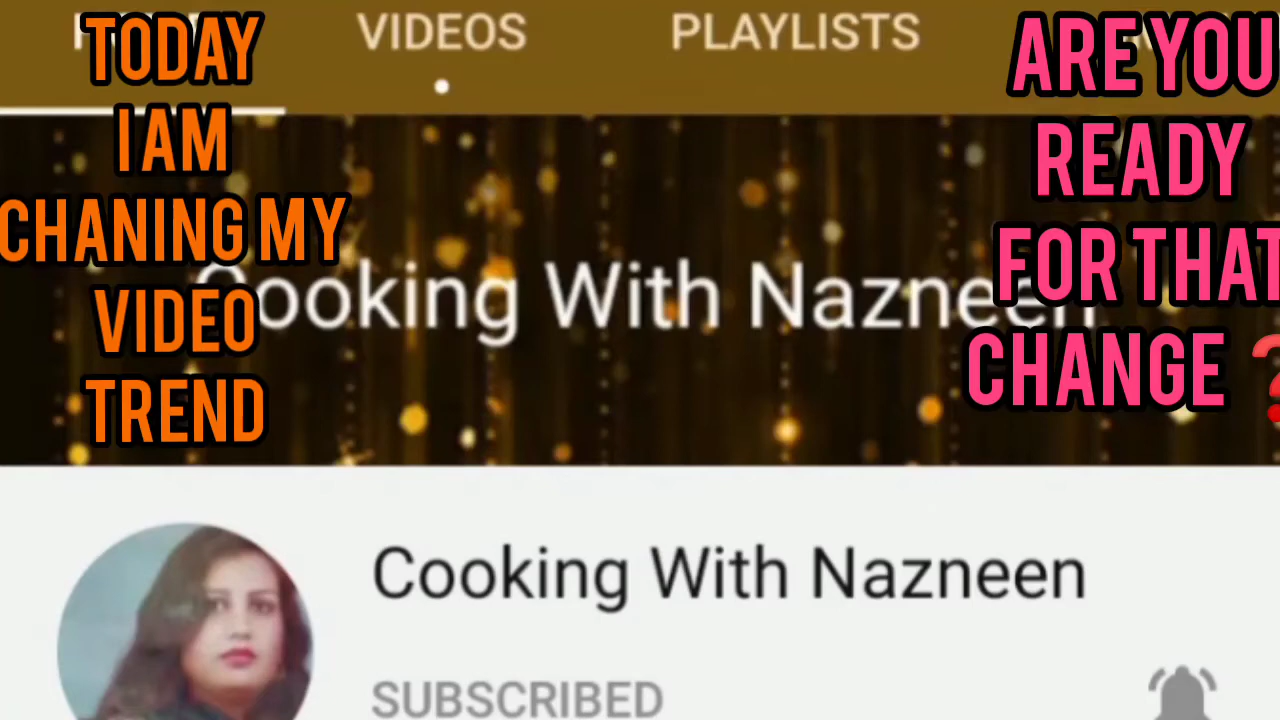 VIDEOS
PLAYLISTS
TODAY
I AM
CHANING MY
VIDEO
TREND
ARE YOU
READY
FOR THAT
CHANGE ❓
Cooking With Nazneen
Cooking With Nazneen
SUBSCRIBED